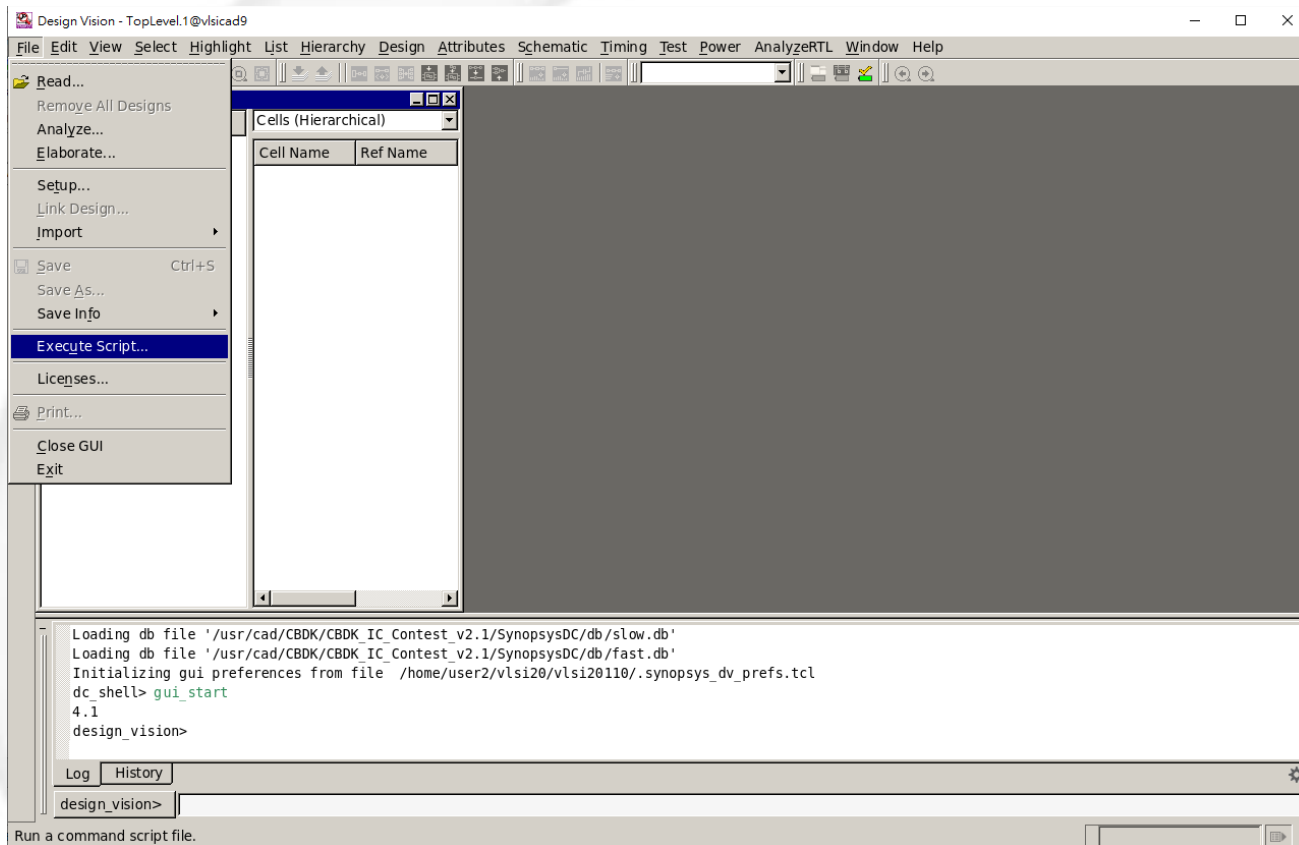 Design Vision - TopLevel.1@vlsicad9
File Edit View Select Highlight List Hierarchy Design Attributes Schematic Timing Test Power AnalyzeRTL Window Help
Read...
Remove All Designs
Analyze...
Elaborate...
Setup...
Link Design...
Import
Save Ctrl+S
Save As...
Save Info
Execute Script...
Licenses...
Print...
Close GUI
Exit
Cells (Hierarchical)
Cell Name Ref Name
Loading db file '/usr/cad/CBDK/CBDK_IC_Contest_v2.1/SynopsysDC/db/slow.db'
Loading db file '/usr/cad/CBDK/CBDK_IC_Contest_v2.1/SynopsysDC/db/fast.db'
Initializing gui preferences from file  /home/user2/vlsi20/vlsi20110/.synopsys_dv_prefs.tcl
dc_shell> gui_start
4.1
design_vision>
Log History
design_vision>
Run a command script file.